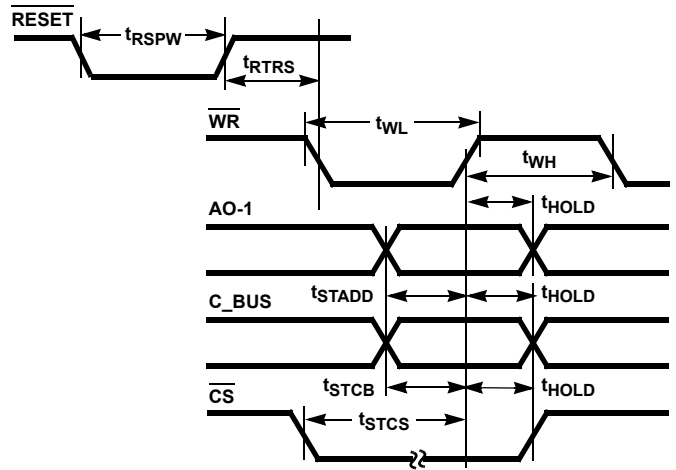 RESET
tRSPW
tRTRS
WR
tWL
tWH
AO-1
tHOLD
tSTADD
tHOLD
C_BUS
tSTCB
tHOLD
CS
tSTCS